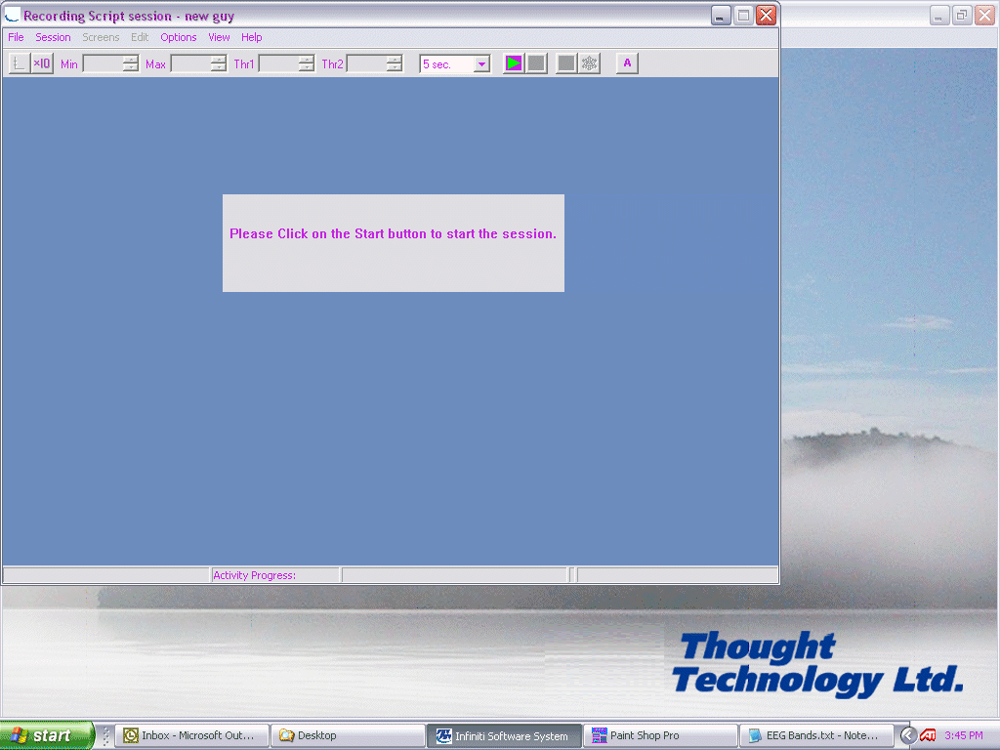 Recording Script session - new guy
File Session Screens Edit Options View Help
×10 Min Max Thr1 Thr2 5 sec. A
Please Click on the Start button to start the session.
Activity Progress:
Thought
Technology Ltd.
start Inbox - Microsoft Out... Desktop Infiniti Software System Paint Shop Pro EEG Bands.txt - Note... 3:45 PM